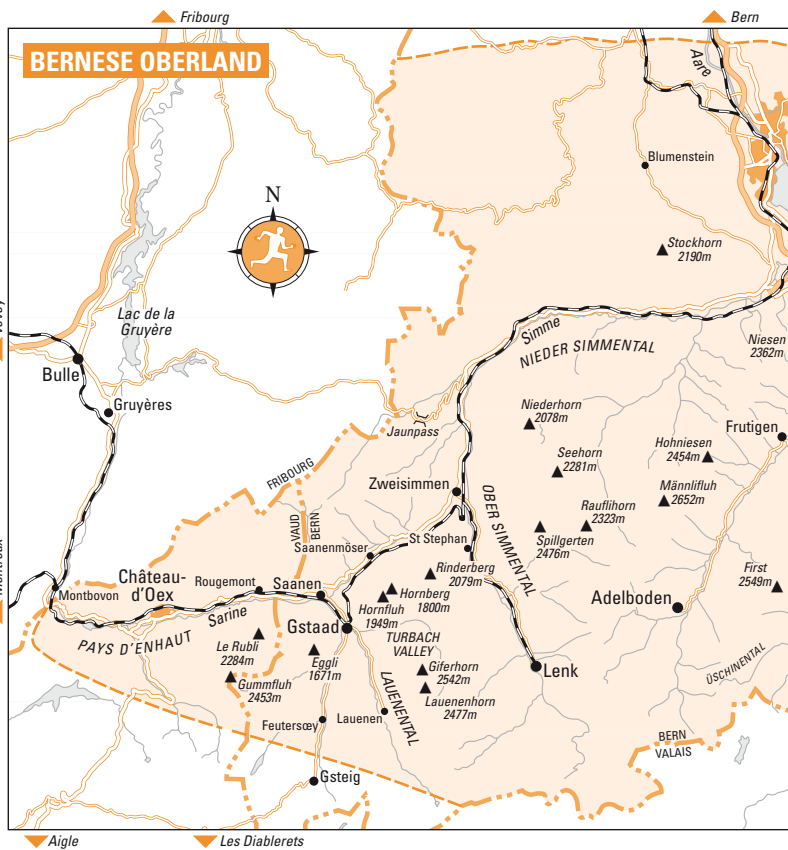 Fribourg
Bern
BERNESE OBERLAND
Aare
Blumenstein
N
Stockhorn
2190m
Lac de la
Gruyère
Simme
NIEDER SIMMENTAL
Niesen
2362m
Bulle
Gruyères
Jaunpass
Niederhorn
2078m
Frutigen
Seehorn
2281m
Hohniesen
2454m
FRIBOURG
Zweisimmen
Männlifluh
2652m
OBER SIMMENTAL
Rauflihorn
2323m
VAUD
BERN
St Stephan
Spillgerten
2476m
Saanenmöser
Rinderberg
2079m
First
2549m
Château-
d'Oex
Rougemont
Saanen
Hornberg
1800m
Montbovon
Hornfluh
1949m
Adelboden
Sarine
Gstaad
PAYS D'ENHAUT
TURBACH
VALLEY
Le Rubli
2284m
Eggli
1671m
Giferhorn
2542m
Lenk
ÜSCHINENTAL
Gummfluh
2453m
LAUENENTAL
Lauenenhorn
2477m
Feutersœy
Lauenen
BERN
VALAIS
Gsteig
Aigle
Les Diablerets